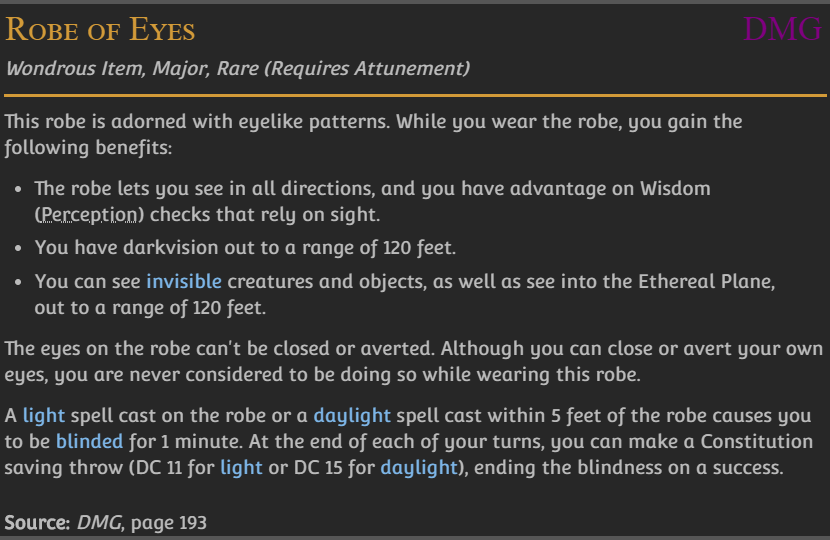 Robe of Eyes DMG
Wondrous Item, Major, Rare (Requires Attunement)
This robe is adorned with eyelike patterns. While you wear the robe, you gain the
following benefits:
• The robe lets you see in all directions, and you have advantage on Wisdom
(Perception) checks that rely on sight.
• You have darkvision out to a range of 120 feet.
• You can see invisible creatures and objects, as well as see into the Ethereal Plane,
out to a range of 120 feet.
The eyes on the robe can't be closed or averted. Although you can close or avert your own
eyes, you are never considered to be doing so while wearing this robe.
A light spell cast on the robe or a daylight spell cast within 5 feet of the robe causes you
to be blinded for 1 minute. At the end of each of your turns, you can make a Constitution
saving throw (DC 11 for light or DC 15 for daylight), ending the blindness on a success.
Source: DMG, page 193